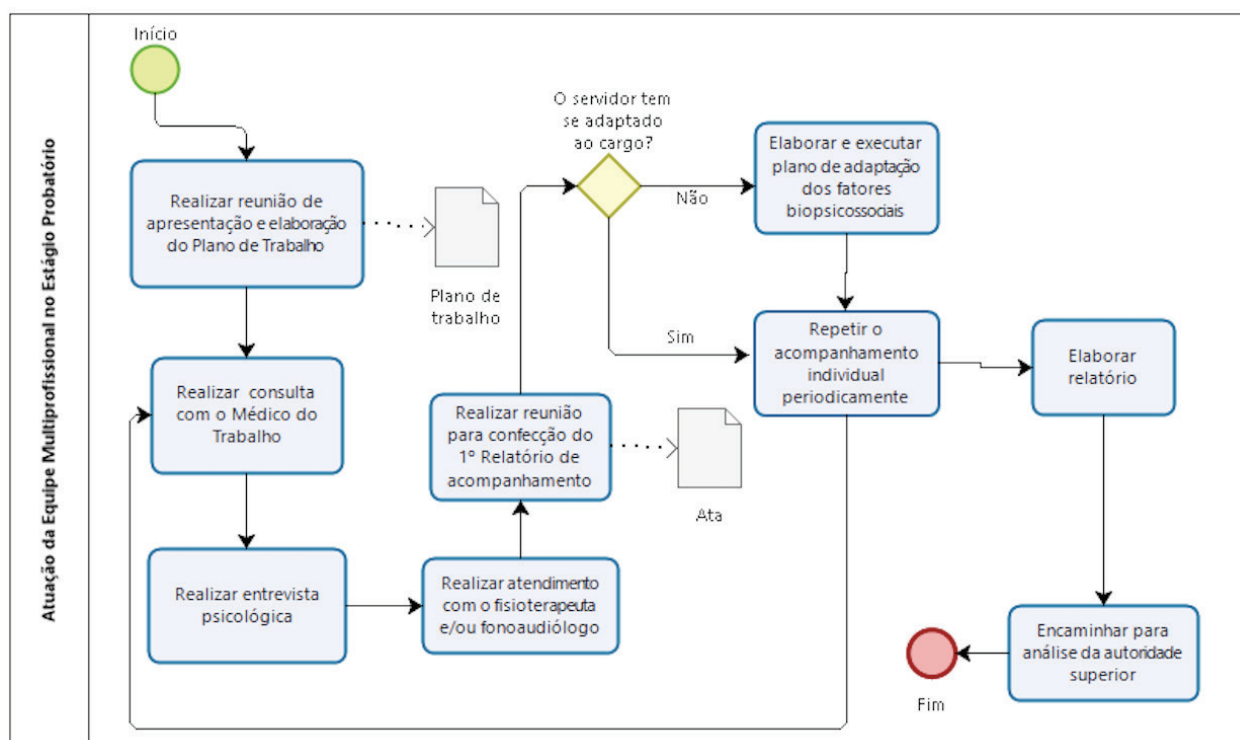 Atuação da Equipe Multiprofissional no Estágio Probatório
Início
Realizar reunião de
apresentação e elaboração
do Plano de Trabalho
Plano de
trabalho
Realizar consulta
com o Médico do
Trabalho
Realizar entrevista
psicológica
Realizar atendimento
com o fisioterapeuta
e/ou fonoaudiólogo
Realizar reunião
para confecção do
1º Relatório de
acompanhamento
Ata
O servidor tem
se adaptado
ao cargo?
Não
Sim
Elaborar e executar
plano de adaptação
dos fatores
biopsicossociais
Repetir o
acompanhamento
individual
periodicamente
Elaborar
relatório
Encaminhar para
análise da autoridade
superior
Fim